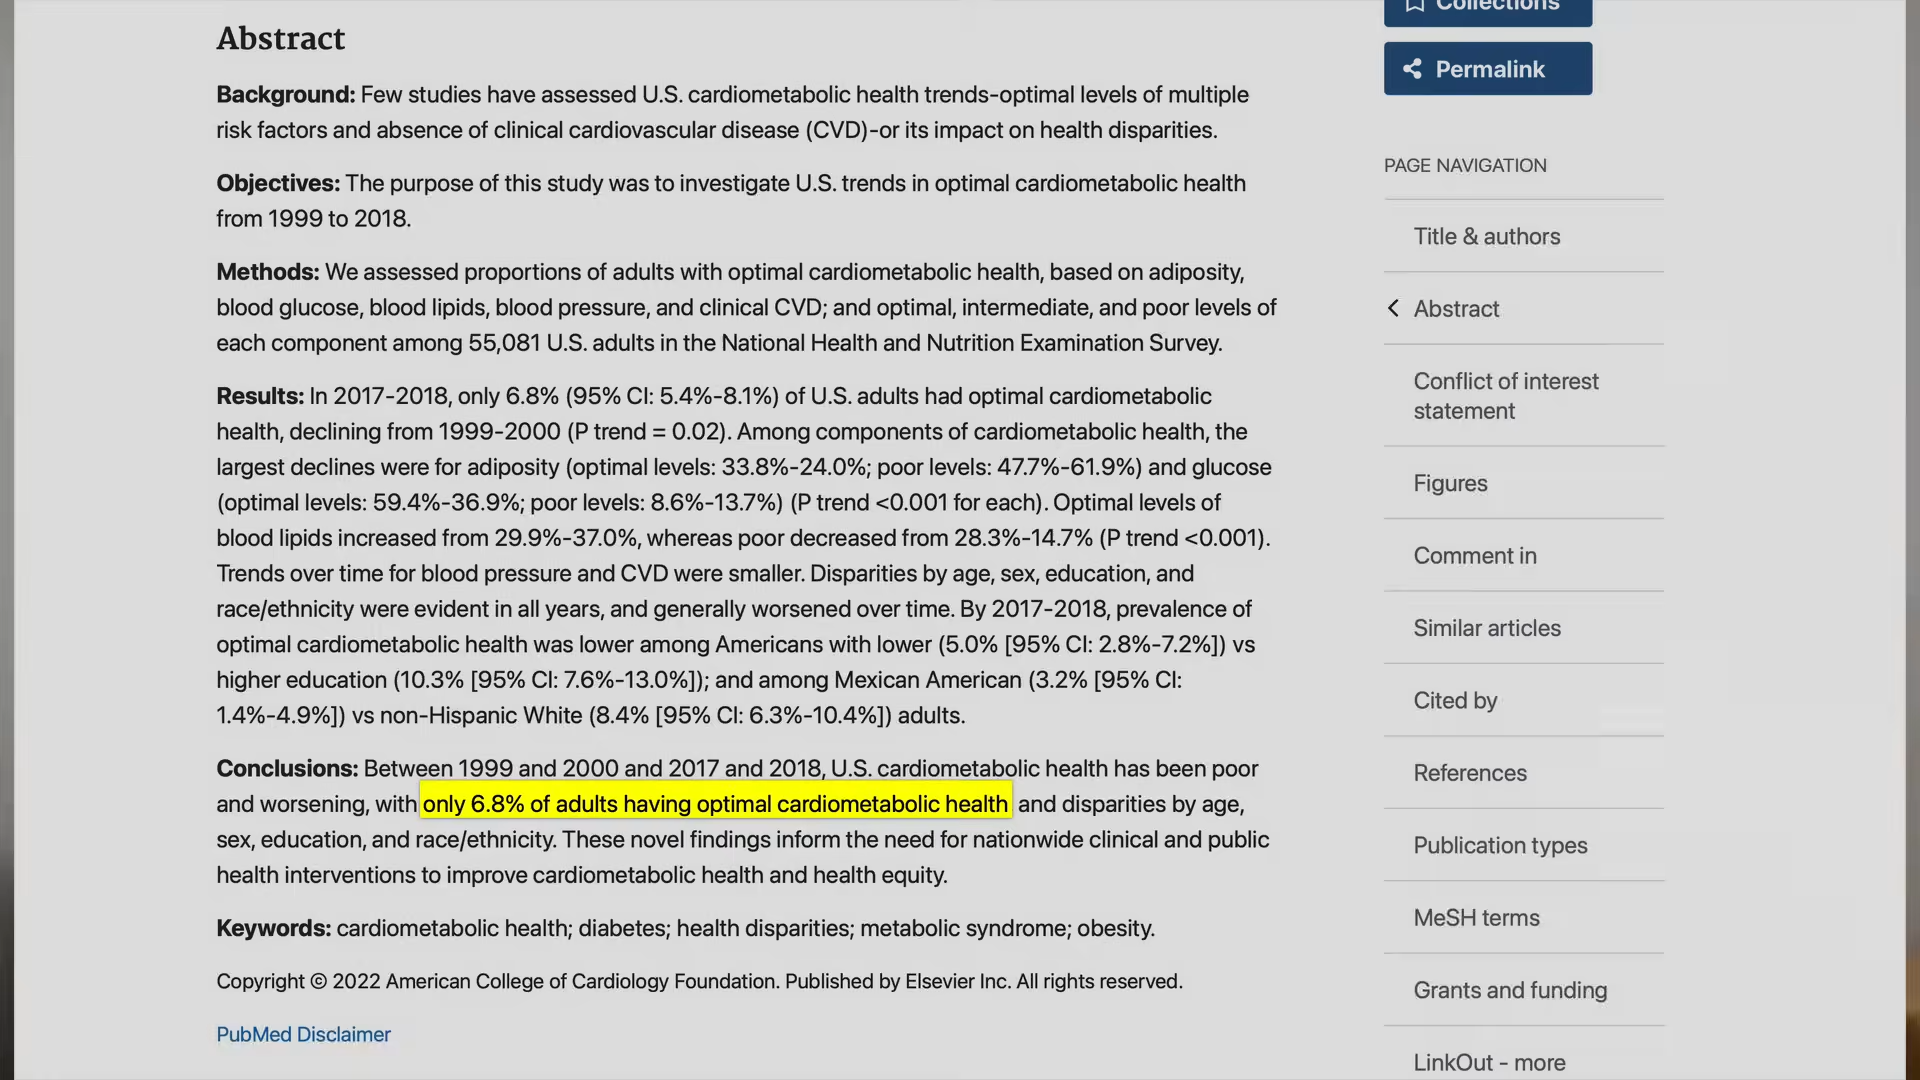 Abstract
Background: Few studies have assessed U.S. cardiometabolic health trends-optimal levels of multiple
risk factors and absence of clinical cardiovascular disease (CVD)-or its impact on health disparities.
Objectives: The purpose of this study was to investigate U.S. trends in optimal cardiometabolic health
from 1999 to 2018.
Methods: We assessed proportions of adults with optimal cardiometabolic health, based on adiposity,
blood glucose, blood lipids, blood pressure, and clinical CVD; and optimal, intermediate, and poor levels of
each component among 55,081 U.S. adults in the National Health and Nutrition Examination Survey.
Results: In 2017-2018, only 6.8% (95% CI: 5.4%-8.1%) of U.S. adults had optimal cardiometabolic
health, declining from 1999-2000 (P trend = 0.02). Among components of cardiometabolic health, the
largest declines were for adiposity (optimal levels: 33.8%-24.0%; poor levels: 47.7%-61.9%) and glucose
(optimal levels: 59.4%-36.9%; poor levels: 8.6%-13.7%) (P trend <0.001 for each). Optimal levels of
blood lipids increased from 29.9%-37.0%, whereas poor decreased from 28.3%-14.7% (P trend <0.001).
Trends over time for blood pressure and CVD were smaller. Disparities by age, sex, education, and
race/ethnicity were evident in all years, and generally worsened over time. By 2017-2018, prevalence of
optimal cardiometabolic health was lower among Americans with lower (5.0% [95% CI: 2.8%-7.2%]) vs
higher education (10.3% [95% CI: 7.6%-13.0%]); and among Mexican American (3.2% [95% CI:
1.4%-4.9%]) vs non-Hispanic White (8.4% [95% CI: 6.3%-10.4%]) adults.
Conclusions: Between 1999 and 2000 and 2017 and 2018, U.S. cardiometabolic health has been poor
and worsening, with only 6.8% of adults having optimal cardiometabolic health and disparities by age,
sex, education, and race/ethnicity. These novel findings inform the need for nationwide clinical and public
health interventions to improve cardiometabolic health and health equity.
Keywords: cardiometabolic health; diabetes; health disparities; metabolic syndrome; obesity.
Copyright © 2022 American College of Cardiology Foundation. Published by Elsevier Inc. All rights reserved.
PubMed Disclaimer
Collections
Permalink
PAGE NAVIGATION
Title & authors
Abstract
Conflict of interest
statement
Figures
Comment in
Similar articles
Cited by
References
Publication types
MeSH terms
Grants and funding
LinkOut - more